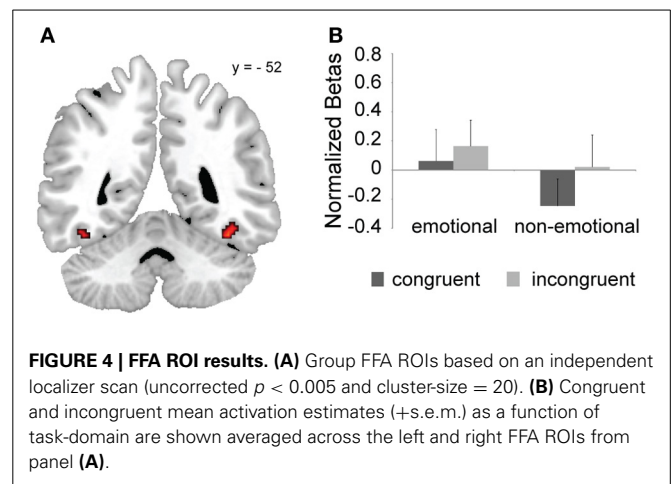 A
y = - 52
B
Normalized Betas
0.8
0.6
0.4
0.2
0
-0.2
-0.4
emotional non-emotional
congruent incongruent
FIGURE 4 | FFA ROI results. (A) Group FFA ROIs based on an independent
localizer scan (uncorrected p < 0.005 and cluster-size = 20). (B) Congruent
and incongruent mean activation estimates (+s.e.m.) as a function of
task-domain are shown averaged across the left and right FFA ROIs from
panel (A).